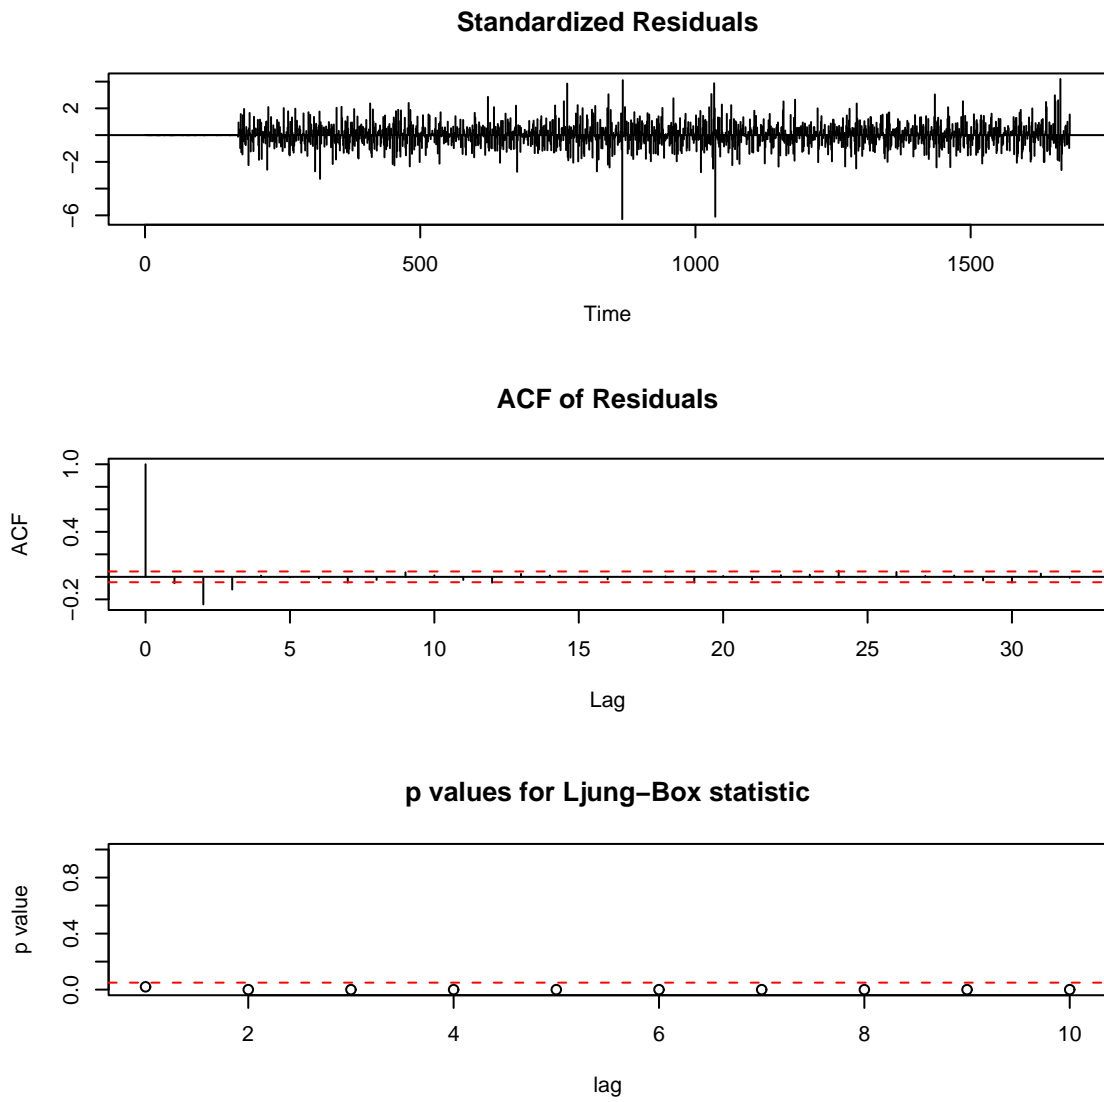 Standardized Residuals
2
−2
−6
0 500 1000 1500
Time
ACF of Residuals
1.0
0.4
−0.2
ACF
0 5 10 15 20 25 30
Lag
p values for Ljung−Box statistic
0.8
0.4
0.0
p value
2 4 6 8 10
lag